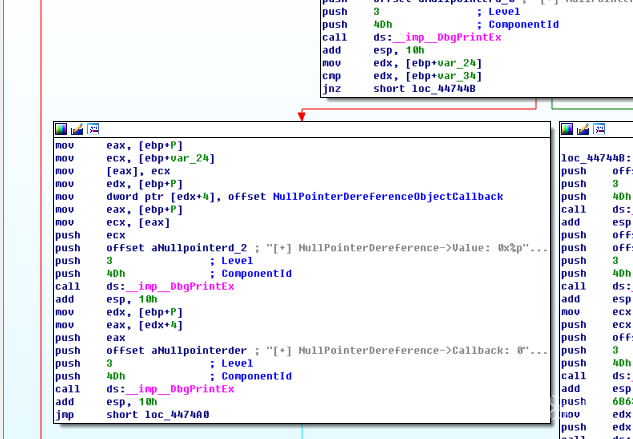 push offset aNullpointerd_0 ; "[+] NullPointer
push 3 ; Level
push 4Dh ; ComponentId
call ds:__imp__DbgPrintEx
add esp, 10h
mov edx, [ebp+var_24]
cmp edx, [ebp+var_34]
jnz short loc_44744B
mov eax, [ebp+P]
mov ecx, [ebp+var_24]
mov [eax], ecx
mov edx, [ebp+P]
mov dword ptr [edx+4], offset NullPointerDereferenceObjectCallback
mov eax, [ebp+P]
mov ecx, [eax]
push ecx
push offset aNullpointerd_2 ; "[+] NullPointerDereference->Value: 0x%p"...
push 3 ; Level
push 4Dh ; ComponentId
call ds:__imp__DbgPrintEx
add esp, 10h
mov edx, [ebp+P]
mov eax, [edx+4]
push eax
push offset aNullpointerder ; "[+] NullPointerDereference->Callback: 0"...
push 3 ; Level
push 4Dh ; ComponentId
call ds:__imp__DbgPrintEx
add esp, 10h
jmp short loc_4474A0
loc_44744B:
push offs
push 3
push 4Dh
call ds:_
add esp
push offs
push offs
push 3
push 4Dh
call ds:_
add esp
mov ecx
push ecx
push offs
push 3
push 4Dh
call ds:_
add esp
push 6B63
mov edx
push edx